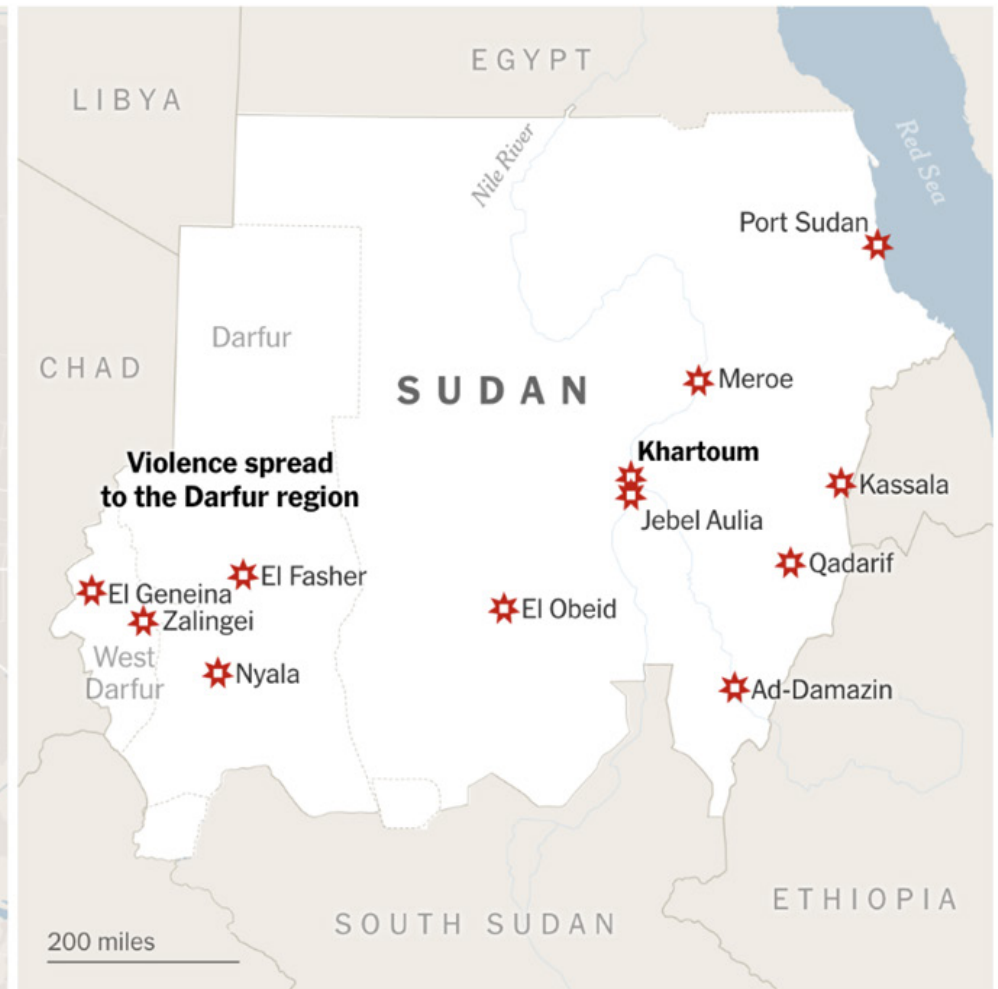 EGYPT
LIBYA
Nile River
Red Sea
Port Sudan
Darfur
CHAD
SUDAN
Meroe
Violence spread
to the Darfur region
Khartoum
Kassala
Jebel Aulia
Qadarif
El Fasher
El Geneina
El Obeid
Zalingei
West
Darfur
Nyala
Ad-Damazin
ETHIOPIA
SOUTH SUDAN
200 miles